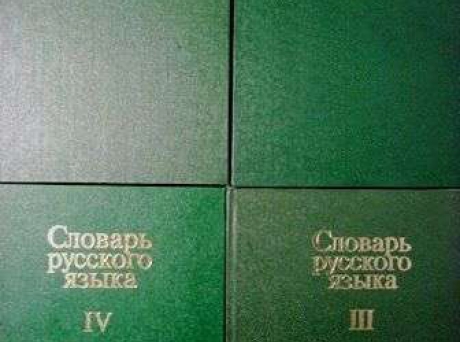 Словарь
русского
языка
IV
Словарь
русского
языка
III